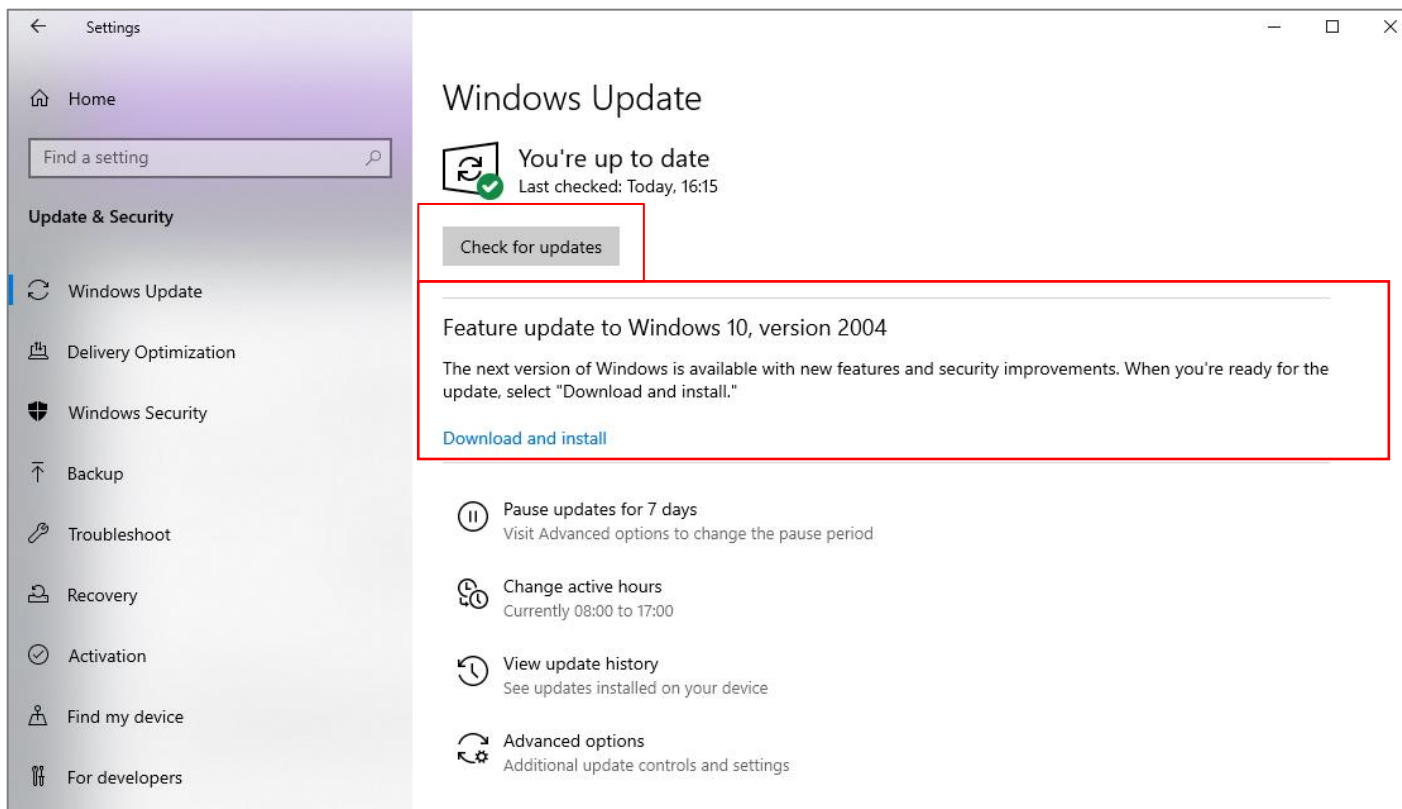 Settings
Home
Find a setting
Update & Security
Windows Update
Delivery Optimization
Windows Security
Backup
Troubleshoot
Recovery
Activation
Find my device
For developers
Windows Update
You're up to date
Last checked: Today, 16:15
Check for updates
Feature update to Windows 10, version 2004
The next version of Windows is available with new features and security improvements. When you're ready for the
update, select "Download and install."
Download and install
Pause updates for 7 days
Visit Advanced options to change the pause period
Change active hours
Currently 08:00 to 17:00
View update history
See updates installed on your device
Advanced options
Additional update controls and settings